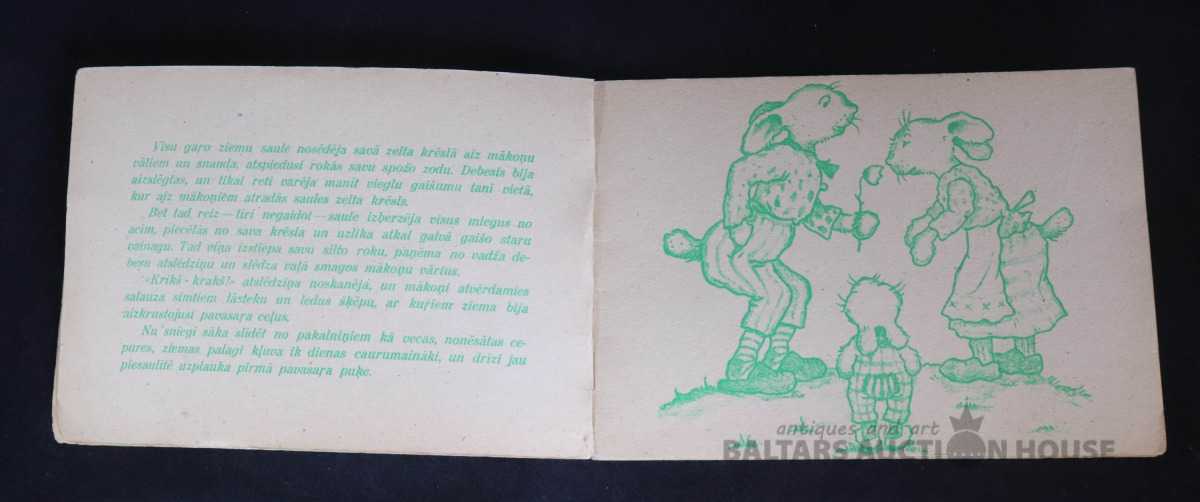 Visu gaŗo ziemu saule nosēdēja savā zelta krēslā aiz mākoņu
vāliem un snauda, atspiedusi rokās savu spožo zodu. Debesis bija
aizslēgtas, un tikai reti varēja manīt vieglu gaišumu tanī vietā,
kur aiz mākoņiem atradās saules zelta krēsls.
Bet tad reiz — tīri negaidot — saule izberzēja visus miegus no
acīm, piecēlās no sava krēsla un uzlika atkal galvā gaišo staru
vainagu. Tad viņa izstiepa savu silto roku, paņēma no vadža de-
besu atslēdziņu un slēdza vaļā smagos mākoņu vārtus.
«Krikš-krakš!» atslēdziņa noskanēja, un mākoņi atvērdamies
salauza simtiem lāsteku un ledus šķēpu, ar kuŗiem ziema bija
aizkrustojusi pavasaŗa ceļus.
Nu sniegi sāka slīdēt no pakalniņiem kā vecas, nonēsātas ce-
pures, ziemas palagi kļuva ik dienas caurumaināki, un drīzi jau
piesaulītē uzplauka pirmā pavasaŗa puķe.
antiques and art
BALTARS AUCTION HOUSE